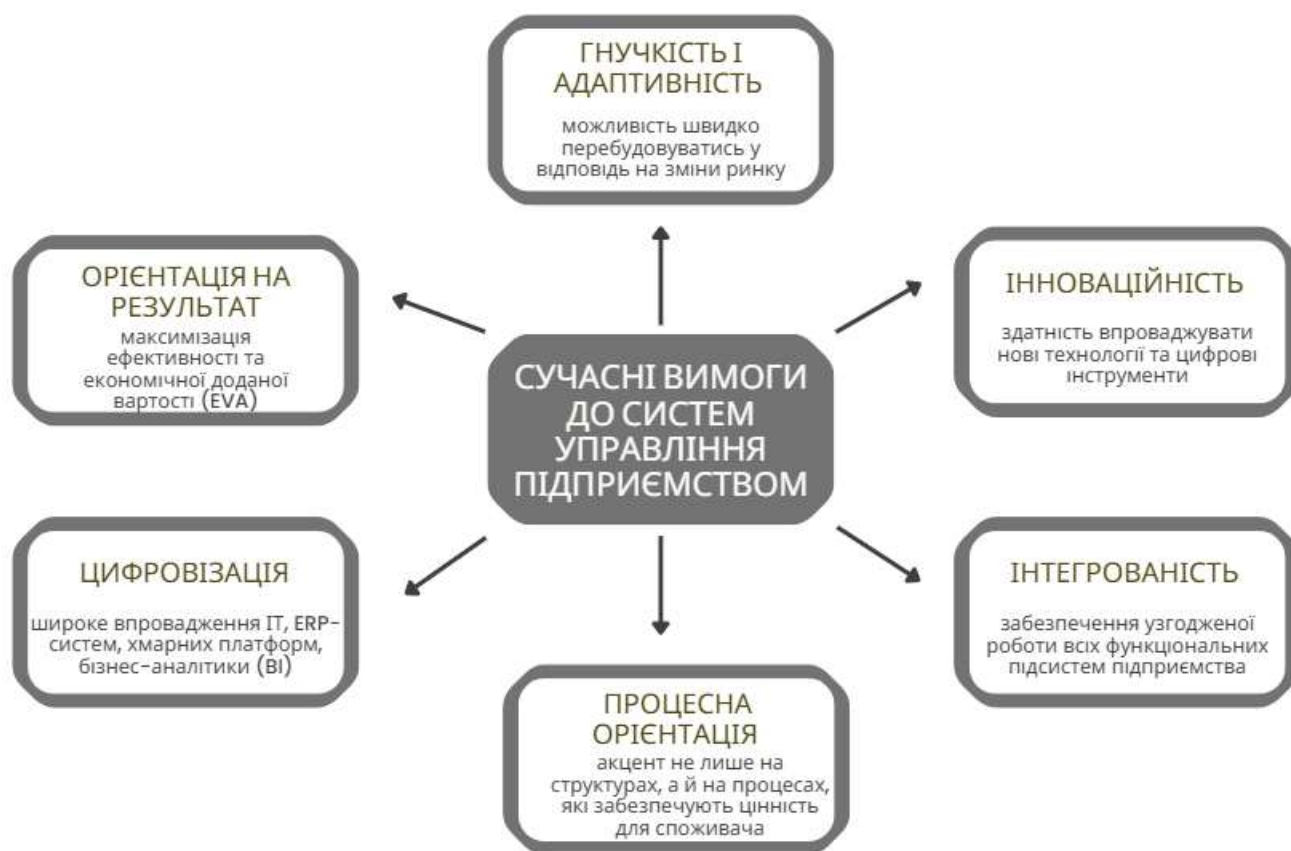 ГНУЧКІСТЬ І
АДАПТИВНІСТЬ
можливість швидко
перебудовуватись у
відповідь на зміни ринку
ОРІЄНТАЦІЯ НА
РЕЗУЛЬТАТ
максимізація
ефективності та
економічної доданої
вартості (EVA)
ІННОВАЦІЙНІСТЬ
здатність впроваджувати
нові технології та цифрові
інструменти
СУЧАСНІ ВИМОГИ
ДО СИСТЕМ
УПРАВЛІННЯ
ПІДПРИЄМСТВОМ
ЦИФРОВІЗАЦІЯ
широке впровадження ІТ, ERP-
систем, хмарних платформ,
бізнес-аналітики (BI)
ІНТЕГРОВАНІСТЬ
забезпечення узгодженої
роботи всіх функціональних
підсистем підприємства
ПРОЦЕСНА
ОРІЄНТАЦІЯ
акцент не лише на
структурах, а й на процесах,
які забезпечують цінність
для споживача